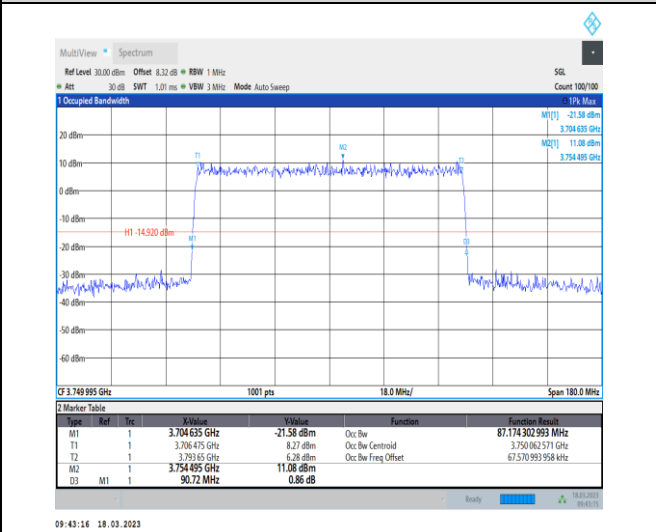 MultiView Spectrum
Ref Level 30.00 dBm Offset 8.32 dB RBW 1 MHz SGL
Att 30 dB SWT 1.01 ms VBW 3 MHz Mode Auto Sweep Count 100/100
1 Occupied Bandwidth 1Pk Max
M1[1] -21.58 dBm
3.704 635 GHz
M2[1] 11.08 dBm
3.754 495 GHz
20 dBm
M2
T1
T2
10 dBm
0 dBm
-10 dBm
H1 -14.920 dBm
M1
D3
-20 dBm
-30 dBm
-40 dBm
-50 dBm
-60 dBm
CF 3.749 995 GHz 1001 pts 18.0 MHz/ Span 180.0 MHz
2 Marker Table
Type Ref Trc X-Value Y-Value Function Function Result
M1 1 3.704 635 GHz -21.58 dBm Occ Bw 87.174 302 993 MHz
T1 1 3.706 475 GHz 8.27 dBm Occ Bw Centroid 3.750 062 571 GHz
T2 1 3.793 65 GHz 6.28 dBm Occ Bw Freq Offset 67.570 993 958 kHz
M2 1 3.754 495 GHz 11.08 dBm
D3 M1 1 90.72 MHz 0.86 dB
Ready 18.03.2023
09:43:15
09:43:16 18.03.2023